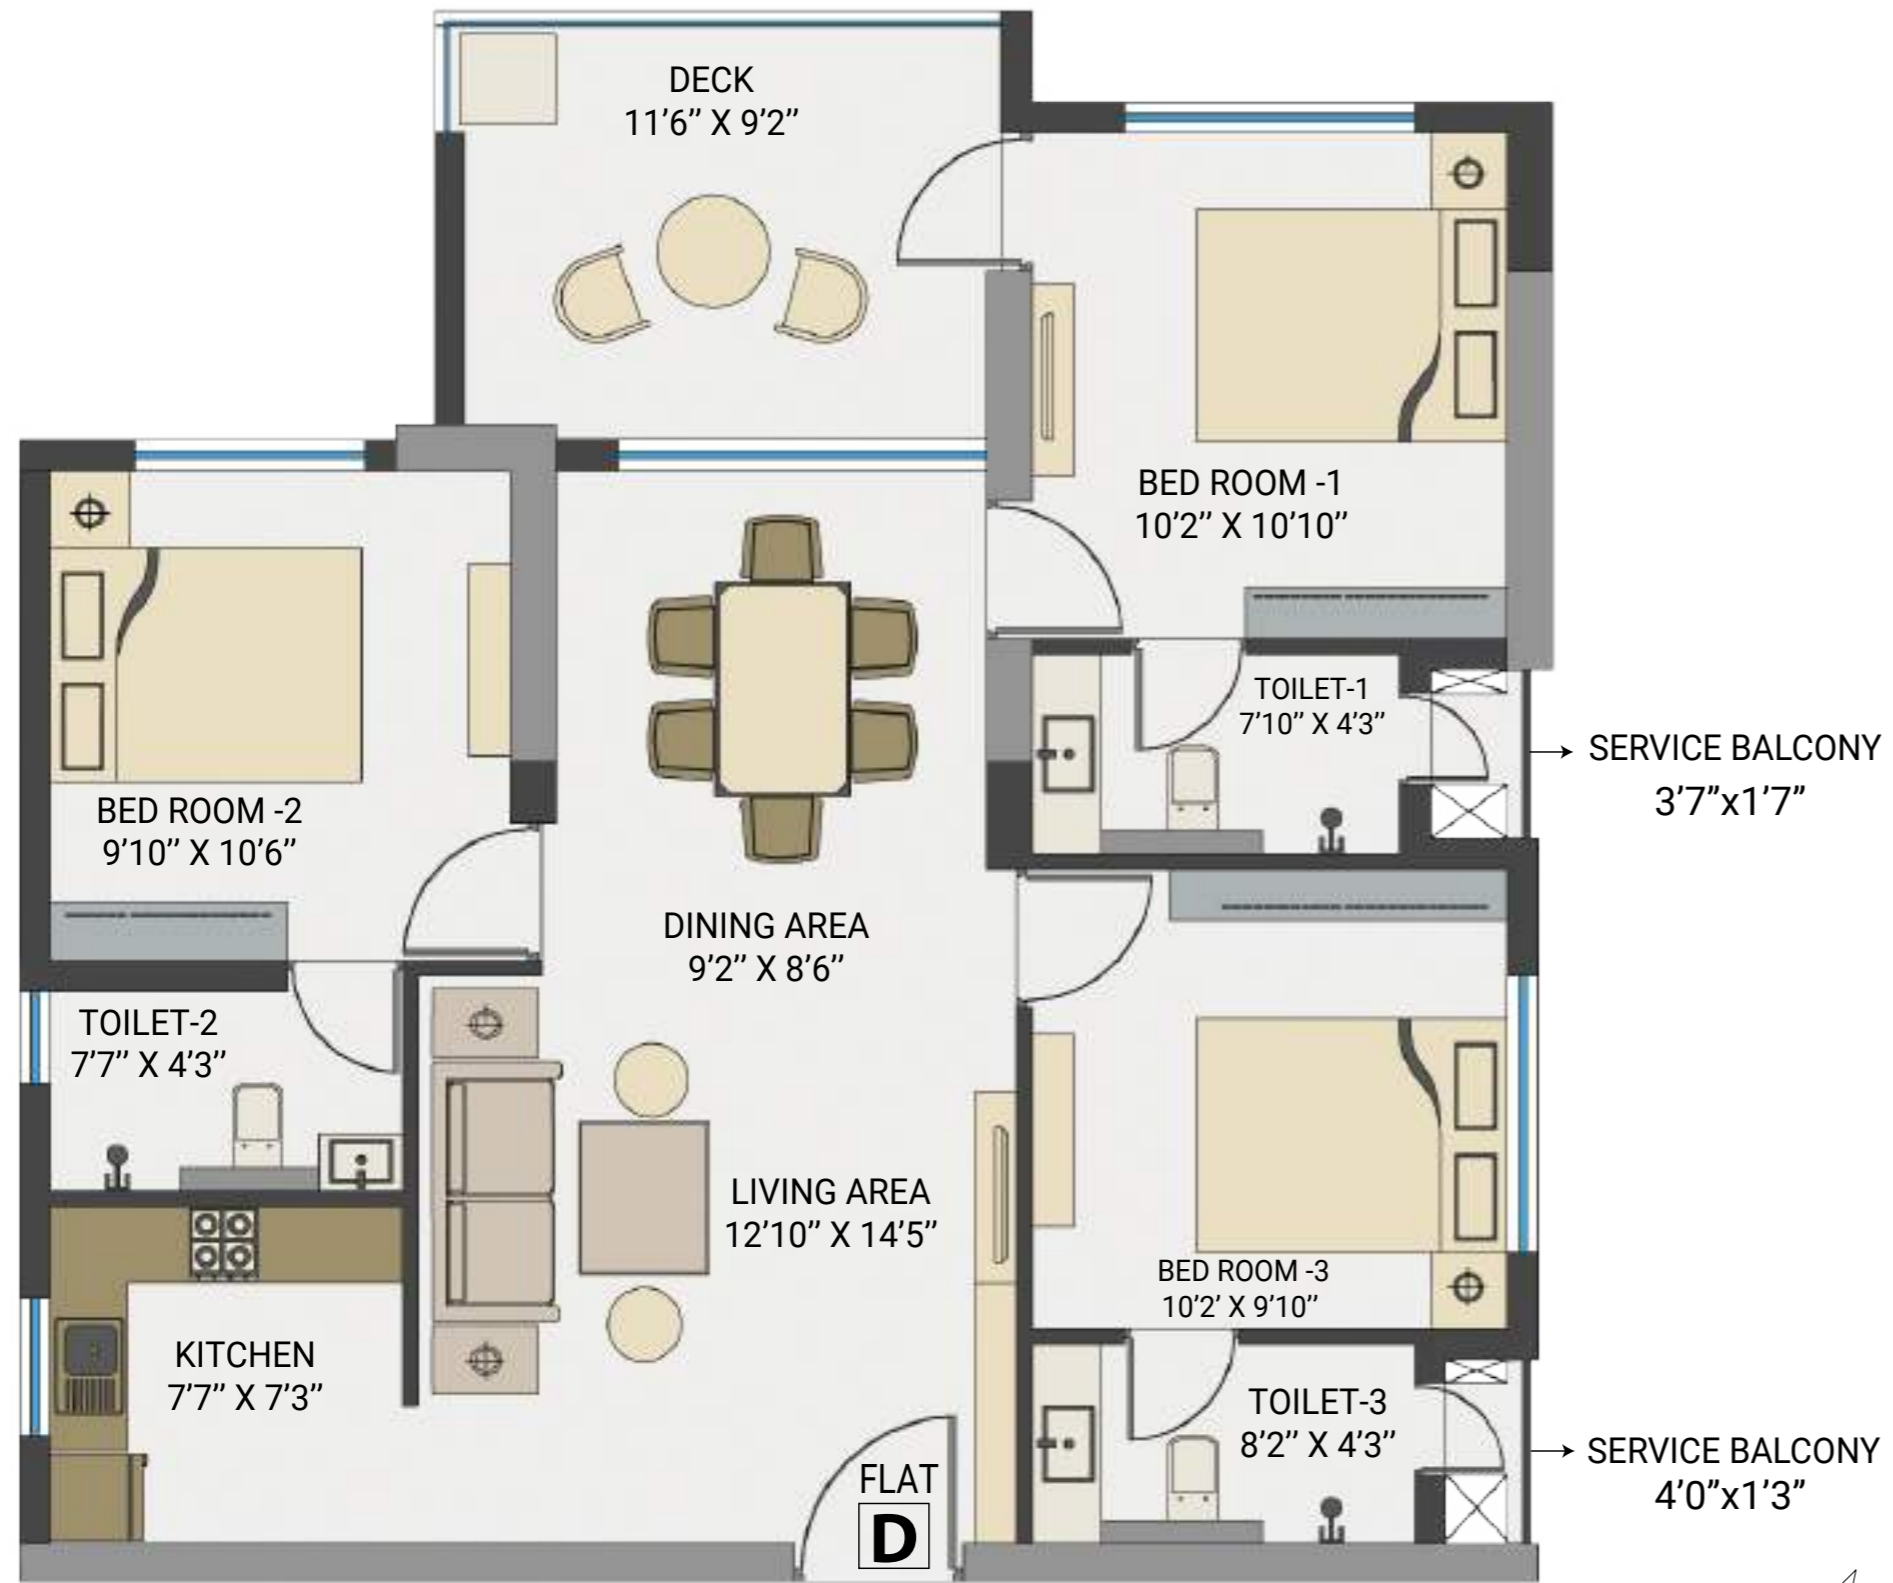 DECK
11’6” X 9’2”
BED ROOM -1
10’2” X 10’10”
TOILET-1
7’10” X 4’3”
SERVICE BALCONY
3’7”x1’7”
BED ROOM -2
9’10” X 10’6”
DINING AREA
9’2” X 8’6”
TOILET-2
7’7” X 4’3”
LIVING AREA
12’10” X 14’5”
BED ROOM -3
10’2’ X 9’10”
KITCHEN
7’7” X 7’3”
TOILET-3
8’2” X 4’3”
SERVICE BALCONY
4’0”x1’3”
FLAT
D